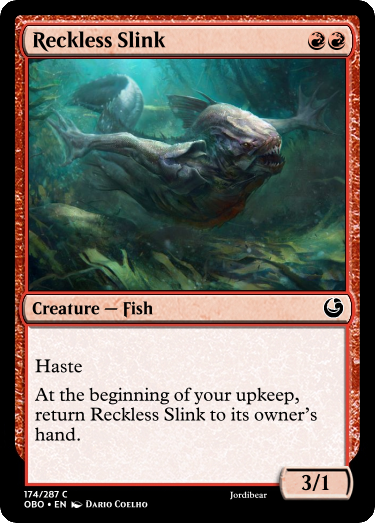 Reckless Slink
Creature — Fish
Haste
At the beginning of your upkeep,
return Reckless Slink to its owner's
hand.
3/1
174/287 C
OBO • EN Dario Coelho
Jordibear